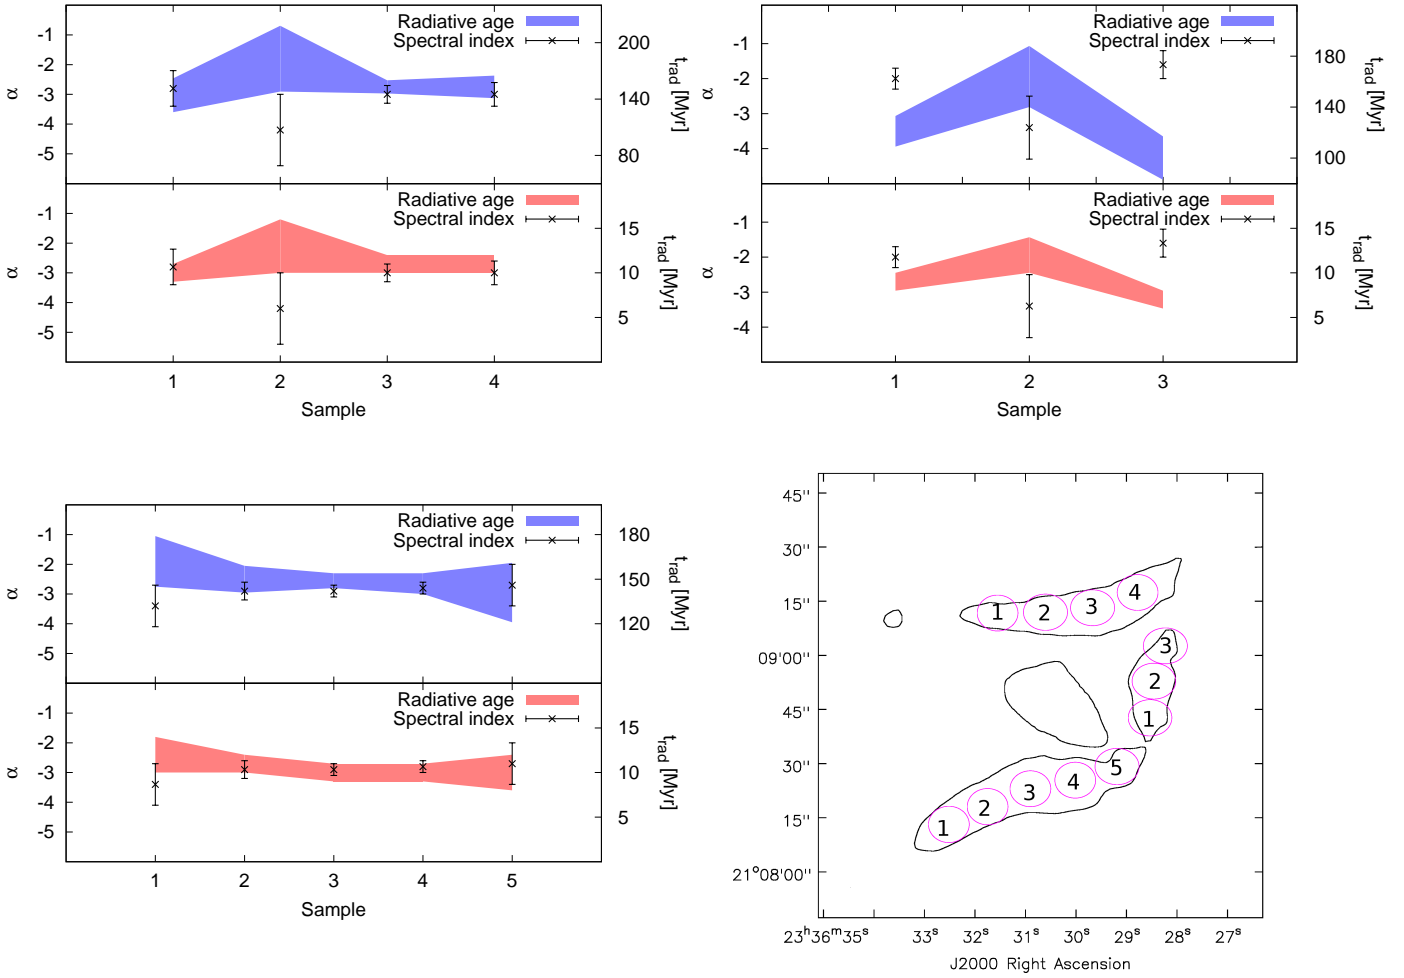 Radiative age
Spectral index
-1
-2
-3
-4
-5
α
200
140
80
t_rad [Myr]
Radiative age
Spectral index
-1
-2
-3
-4
-5
α
15
10
5
t_rad [Myr]
1 2 3 4
Sample
Radiative age
Spectral index
-1
-2
-3
-4
α
180
140
100
t_rad [Myr]
Radiative age
Spectral index
-1
-2
-3
-4
α
15
10
5
t_rad [Myr]
1 2 3
Sample
Radiative age
Spectral index
-1
-2
-3
-4
-5
α
180
150
120
t_rad [Myr]
Radiative age
Spectral index
-1
-2
-3
-4
-5
α
15
10
5
t_rad [Myr]
1 2 3 4 5
Sample
45"
30"
15"
09'00"
45"
30"
15"
21°08'00"
1 2 3 4
3
2
1
1 2 3 4 5
23ʰ36ᵐ35ˢ 33ˢ 32ˢ 31ˢ 30ˢ 29ˢ 28ˢ 27ˢ
J2000 Right Ascension